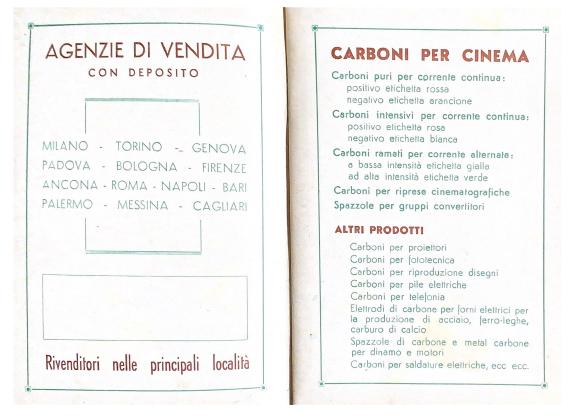 AGENZIE DI VENDITA
CON DEPOSITO
MILANO - TORINO - GENOVA
PADOVA - BOLOGNA - FIRENZE
ANCONA - ROMA - NAPOLI - BARI
PALERMO - MESSINA - CAGLIARI
Rivenditori nelle principali località
CARBONI PER CINEMA
Carboni puri per corrente continua:
positivo etichetta rossa
negativo etichetta arancione
Carboni intensivi per corrente continua:
positivo etichetta rosa
negativo etichetta bianca
Carboni ramati per corrente alternata:
a bassa intensità etichetta gialla
ad alta intensità etichetta verde
Carboni per riprese cinematografiche
Spazzole per gruppi convertitori
ALTRI PRODOTTI
Carboni per proiettori
Carboni per fototecnica
Carboni per riproduzione disegni
Carboni per pile elettriche
Carboni per telefonia
Elettrodi di carbone per forni elettrici per
la produzione di acciaio, ferro-leghe,
carburo di calcio
Spazzole di carbone e metal carbone
per dinamo e motori
Carboni per saldature elettriche, ecc ecc.